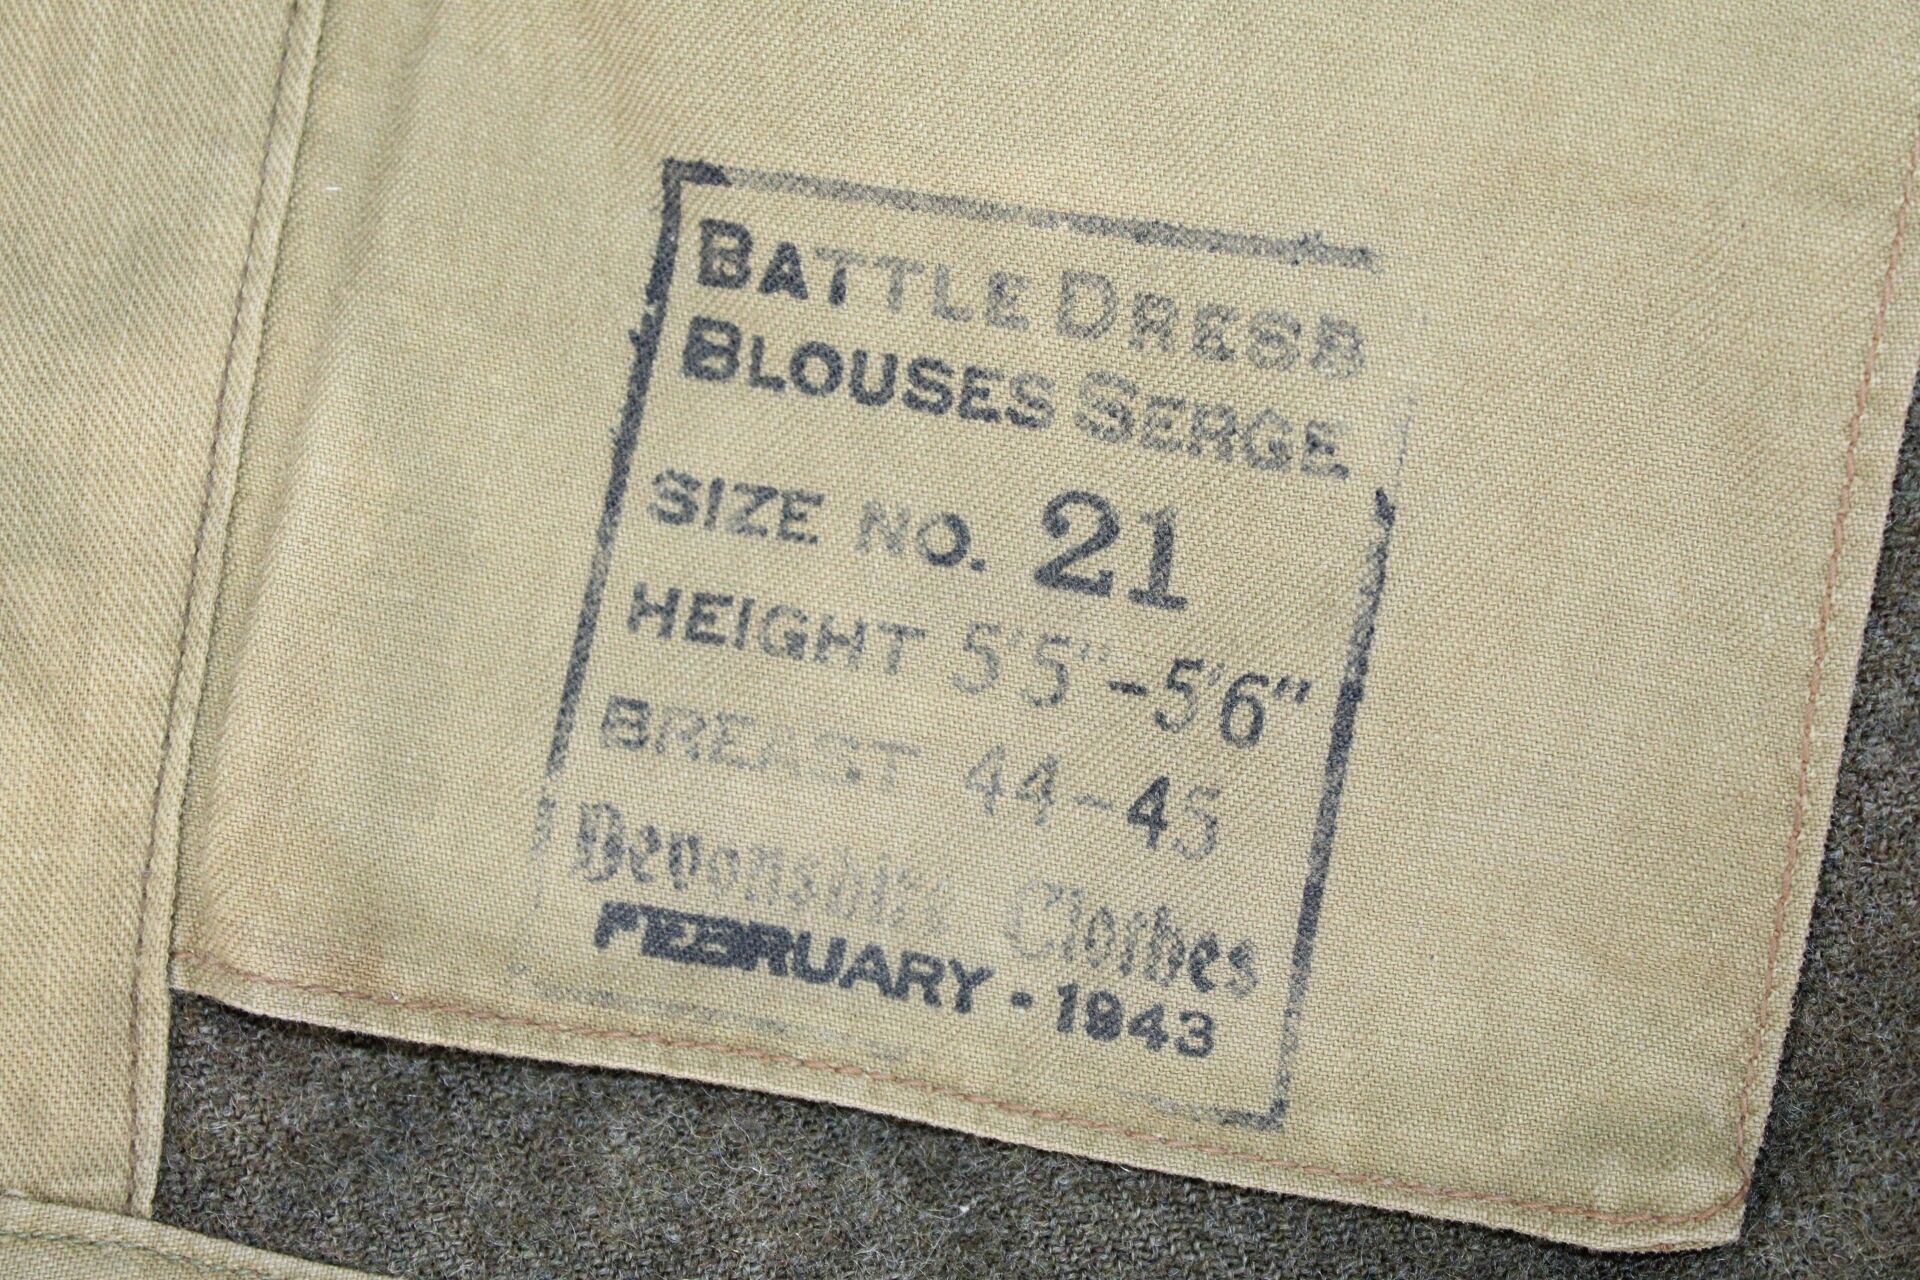 BATTLE DRESS
BLOUSES SERGE
SIZE NO. 21
HEIGHT 5'5"-5'6"
BREAST 44-45
Devonshire Clothes
FEBRUARY - 1943